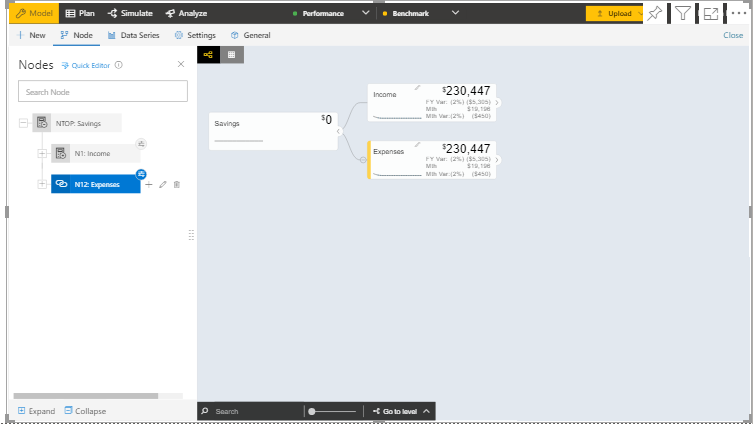 Model Plan Simulate Analyze Performance Benchmark Upload
New Node Data Series Settings General Close
Nodes Quick Editor
Search Node
NTOP: Savings
N1: Income
N12: Expenses
Savings $0
Income $230,447
FY Var. (2%) ($5,305)
Mth $19,196
Mth Var.(2%) ($450)
Expenses $230,447
FY Var. (2%) ($5,305)
Mth $19,196
Mth Var.(2%) ($450)
Expand Collapse Search Go to level